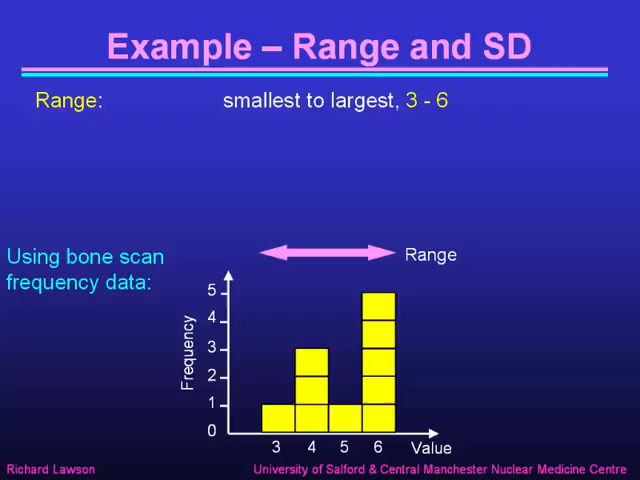 Example – Range and SD
Range: smallest to largest, 3 - 6
Using bone scan
frequency data:
Range
Frequency
5
4
3
2
1
0
3 4 5 6 Value
Richard Lawson University of Salford & Central Manchester Nuclear Medicine Centre